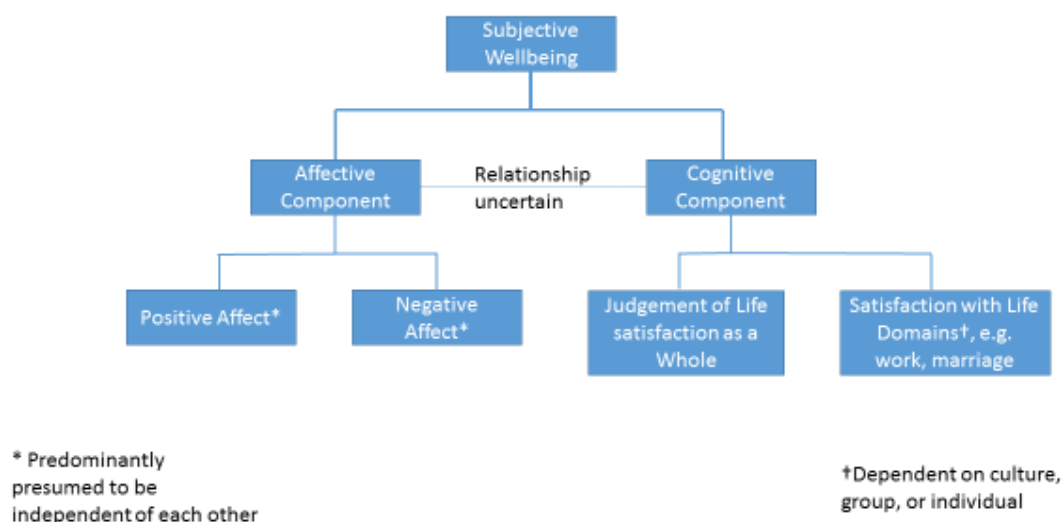 Subjective
Wellbeing
Affective
Component
Relationship
uncertain
Cognitive
Component
Positive Affect*
Negative
Affect*
Judgement of Life
satisfaction as a
Whole
Satisfaction with Life
Domains†, e.g.
work, marriage
* Predominantly
presumed to be
independent of each other
†Dependent on culture,
group, or individual